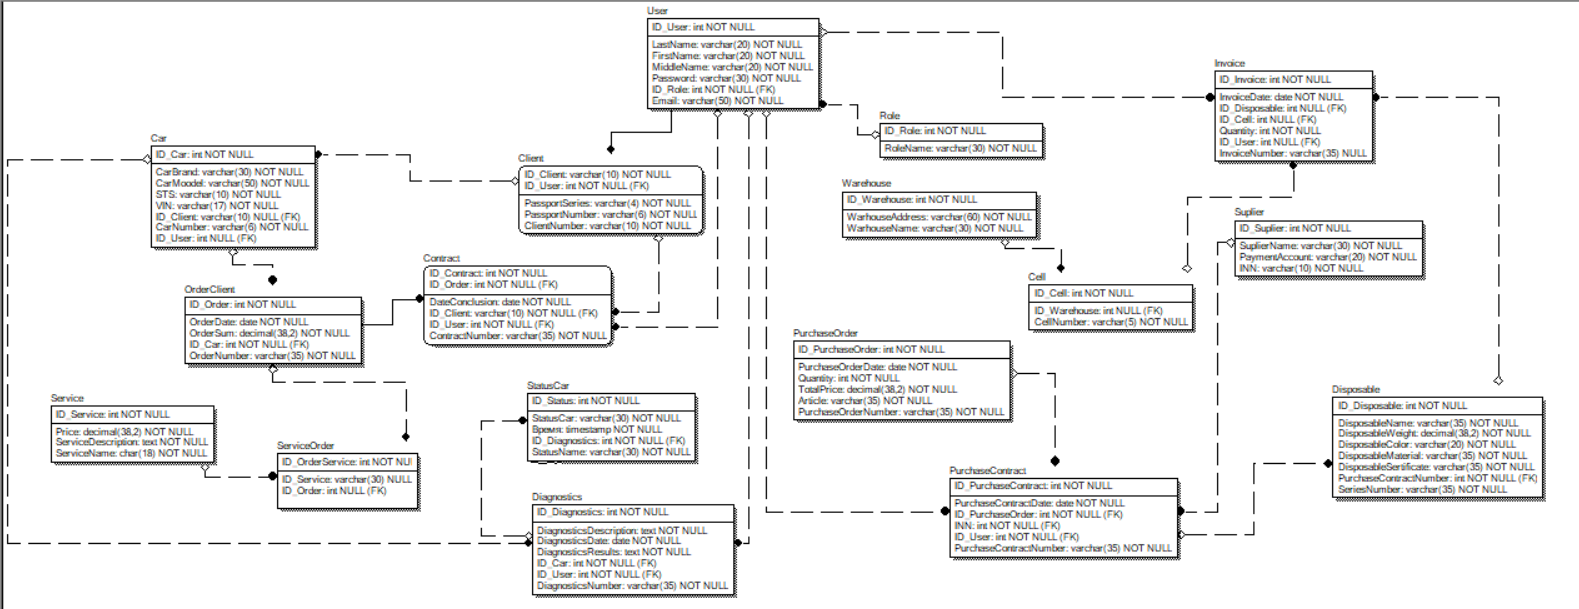 User
ID_User: int NOT NULL
LastName: varchar(20) NOT NULL
FirstName: varchar(20) NOT NULL
MiddleName: varchar(20) NOT NULL
Password: varchar(30) NOT NULL
ID_Role: int NOT NULL (FK)
Email: varchar(50) NOT NULL
Invoice
ID_Invoice: int NOT NULL
InvoiceDate: date NOT NULL
ID_Disposable: int NULL (FK)
ID_Cell: int NULL (FK)
Quantity: int NOT NULL
ID_User: int NULL (FK)
InvoiceNumber: varchar(35) NOT NULL
Role
ID_Role: int NOT NULL
RoleName: varchar(30) NOT NULL
Car
ID_Car: int NOT NULL
CarBrand: varchar(30) NOT NULL
CarMoodel: varchar(50) NOT NULL
STS: varchar(10) NOT NULL
VIN: varchar(17) NOT NULL
ID_Client: varchar(10) NULL (FK)
CarNumber: varchar(6) NOT NULL
ID_User: int NULL (FK)
Client
ID_Client: varchar(10) NOT NULL
ID_User: int NOT NULL (FK)
PassportSeries: varchar(4) NOT NULL
PassportNumber: varchar(6) NOT NULL
ClientNumber: varchar(10) NOT NULL
Warehouse
ID_Warehouse: int NOT NULL
WarhouseAddress: varchar(60) NOT NULL
WarhouseName: varchar(30) NOT NULL
Suplier
ID_Suplier: int NOT NULL
SuplierName: varchar(30) NOT NULL
PaymentAccount: varchar(20) NOT NULL
INN: varchar(10) NOT NULL
Contract
ID_Contract: int NOT NULL
ID_Order: int NOT NULL (FK)
DateConclusion: date NOT NULL
ID_Client: varchar(10) NOT NULL (FK)
ID_User: int NOT NULL (FK)
ContractNumber: varchar(35) NOT NULL
Cell
ID_Cell: int NOT NULL
ID_Warehouse: int NULL (FK)
CellNumber: varchar(5) NOT NULL
OrderClient
ID_Order: int NOT NULL
OrderDate: date NOT NULL
OrderSum: decimal(38,2) NOT NULL
ID_Car: int NOT NULL (FK)
OrderNumber: varchar(35) NOT NULL
PurchaseOrder
ID_PurchaseOrder: int NOT NULL
PurchaseOrderDate: date NOT NULL
Quantity: int NOT NULL
TotalPrice: decimal(38,2) NOT NULL
Article: varchar(35) NOT NULL
PurchaseOrderNumber: varchar(35) NOT NULL
StatusCar
ID_Status: int NOT NULL
StatusCar: varchar(30) NOT NULL
Время: timestamp NOT NULL
ID_Diagnostics: int NOT NULL (FK)
StatusName: varchar(30) NOT NULL
Disposable
ID_Disposable: int NOT NULL
DisposableName: varchar(35) NOT NULL
DisposableWeight: decimal(38,2) NOT NULL
DisposableColor: varchar(20) NOT NULL
DisposableMaterial: varchar(35) NOT NULL
DisposableSertificate: varchar(35) NOT NULL
PurchaseContractNumber: int NOT NULL (FK)
SeriesNumber: varchar(35) NOT NULL
Service
ID_Service: int NOT NULL
Price: decimal(38,2) NOT NULL
ServiceDescription: text NOT NULL
ServiceName: char(18) NOT NULL
ServiceOrder
ID_OrderService: int NOT NUl
ID_Service: varchar(30) NULL
ID_Order: int NULL (FK)
PurchaseContract
ID_PurchaseContract: int NOT NULL
PurchaseContractDate: date NOT NULL
ID_PurchaseOrder: int NOT NULL (FK)
INN: int NOT NULL (FK)
ID_User: int NOT NULL (FK)
PurchaseContractNumber: varchar(35) NOT NULL
Diagnostics
ID_Diagnostics: int NOT NULL
DiagnosticsDescription: text NOT NULL
DiagnosticsDate: date NOT NULL
DiagnosticsResults: text NOT NULL
ID_Car: int NOT NULL (FK)
ID_User: int NOT NULL (FK)
DiagnosticsNumber: varchar(35) NOT NULL